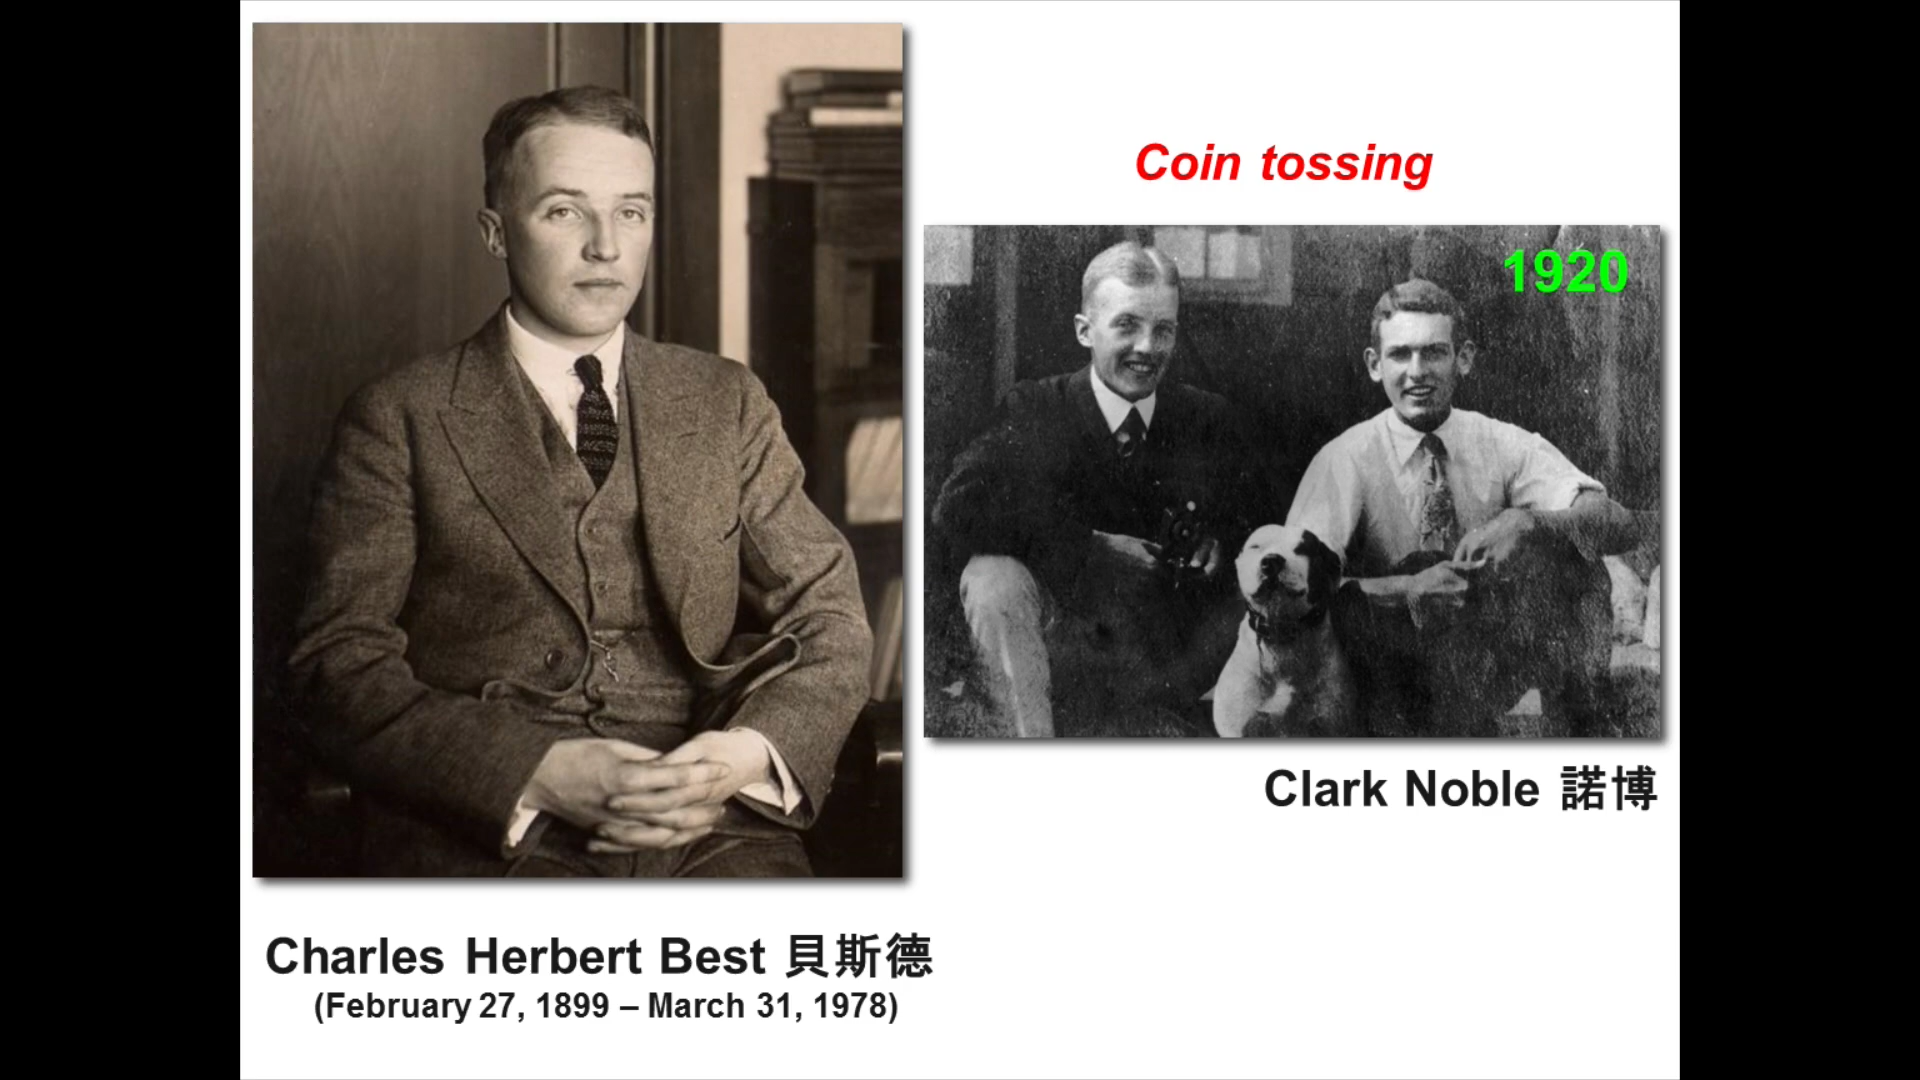 Coin tossing
1920
Clark Noble 諾博
Charles Herbert Best 貝斯德
(February 27, 1899 – March 31, 1978)